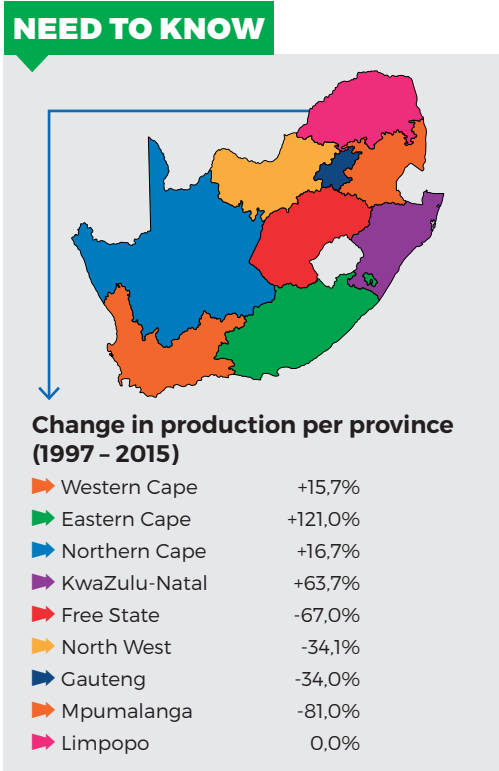 NEED TO KNOW
Change in production per province
(1997 – 2015)
Western Cape +15,7%
Eastern Cape +121,0%
Northern Cape +16,7%
KwaZulu-Natal +63,7%
Free State -67,0%
North West -34,1%
Gauteng -34,0%
Mpumalanga -81,0%
Limpopo 0,0%